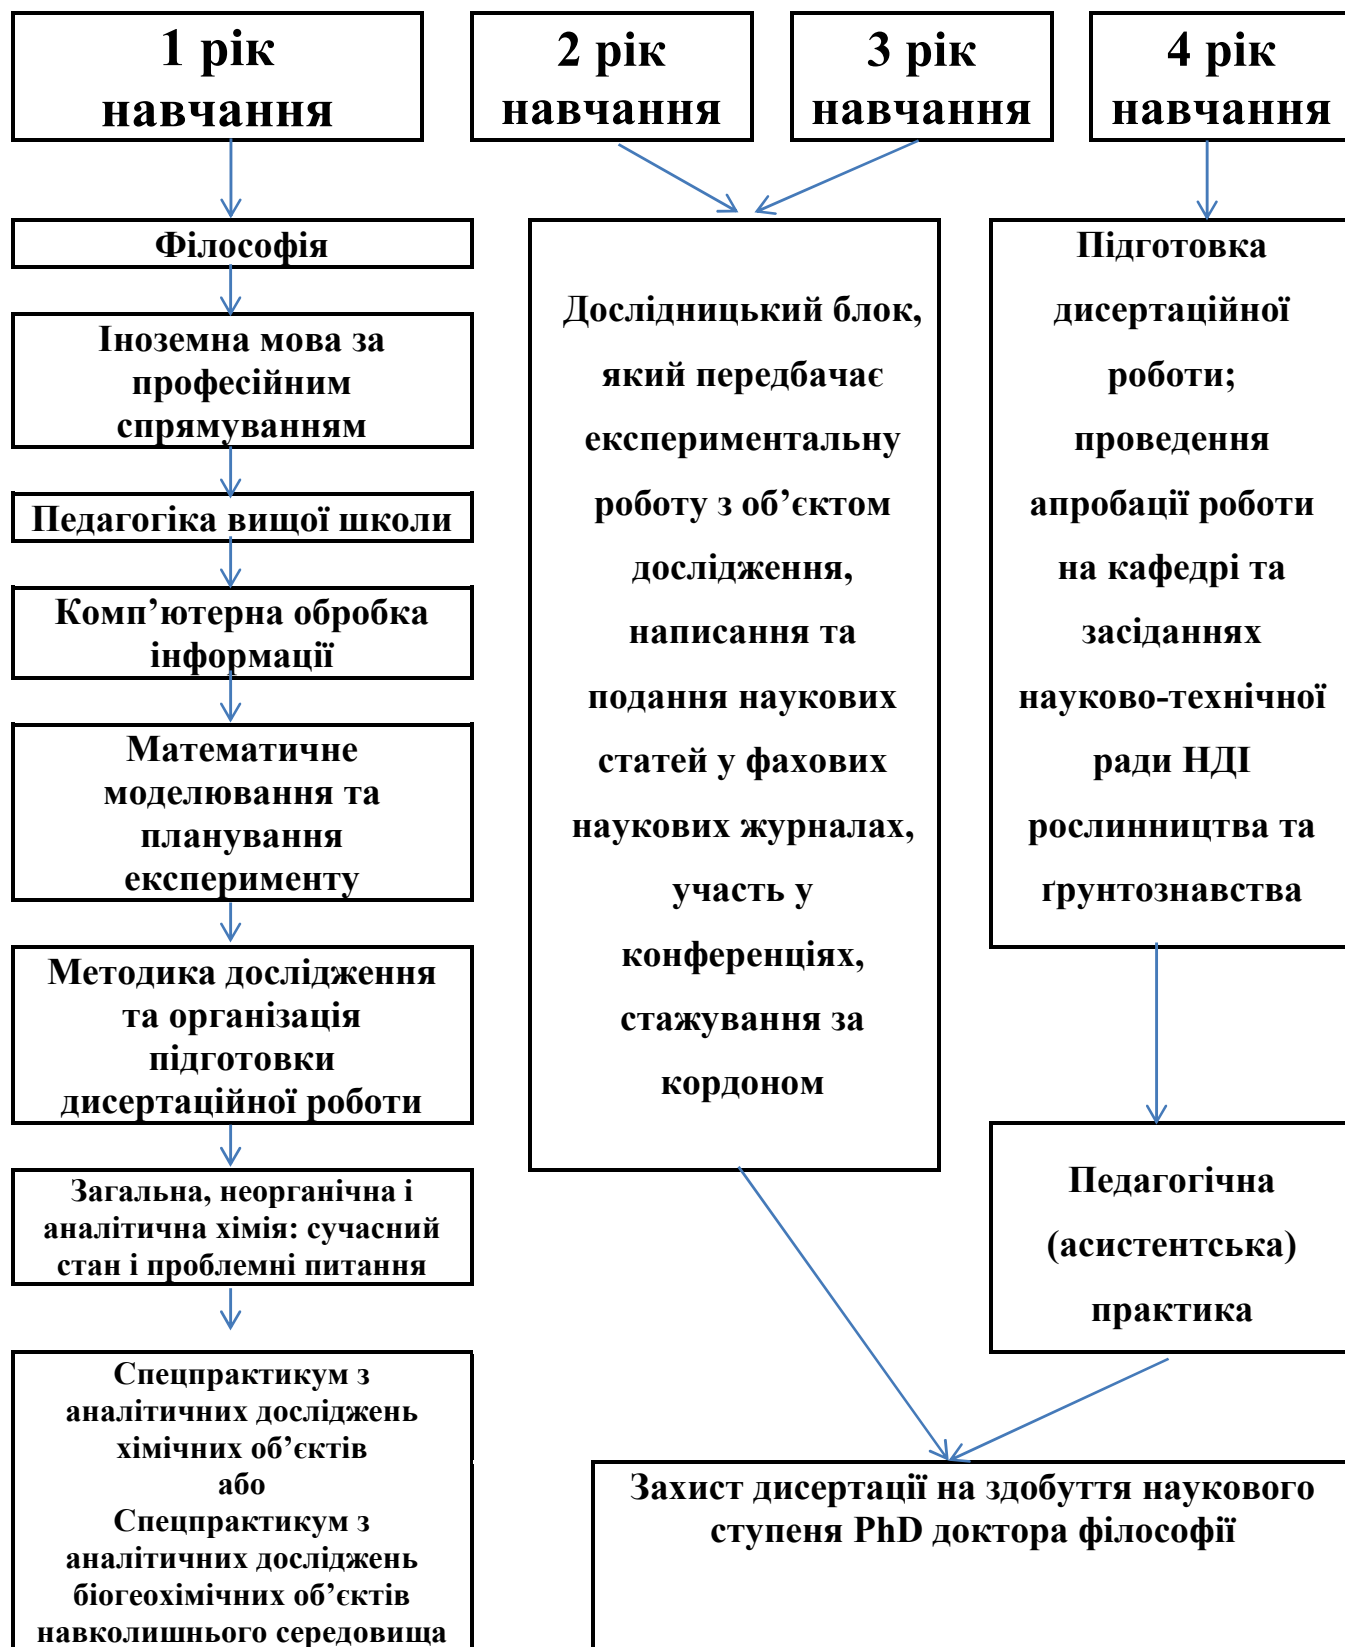 1 рік
навчання
2 рік
навчання
3 рік
навчання
4 рік
навчання
Філософія
Іноземна мова за
професійним
спрямуванням
Педагогіка вищої школи
Комп’ютерна обробка
інформації
Математичне
моделювання та
планування
експерименту
Методика дослідження
та організація
підготовки
дисертаційної роботи
Загальна, неорганічна і
аналітична хімія: сучасний
стан і проблемні питання
Спецпрактикум з
аналітичних досліджень
хімічних об’єктів
або
Спецпрактикум з
аналітичних досліджень
біогеохімічних об’єктів
навколишнього середовища
Дослідницький блок,
який передбачає
експериментальну
роботу з об’єктом
дослідження,
написання та
подання наукових
статей у фахових
наукових журналах,
участь у
конференціях,
стажування за
кордоном
Підготовка
дисертаційної
роботи;
проведення
апробації роботи
на кафедрі та
засіданнях
науково-технічної
ради НДІ
рослинництва та
ґрунтознавства
Педагогічна
(асистентська)
практика
Захист дисертації на здобуття наукового
ступеня PhD доктора філософії